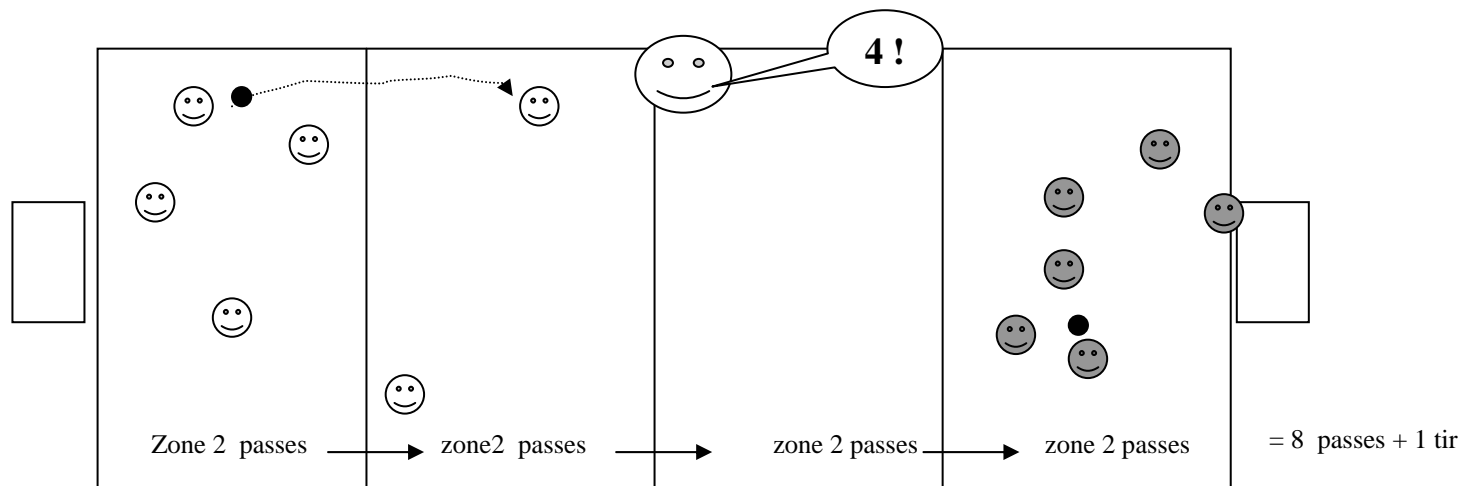 4 !
Zone 2 passes
zone2 passes
zone 2 passes
zone 2 passes
= 8 passes + 1 tir